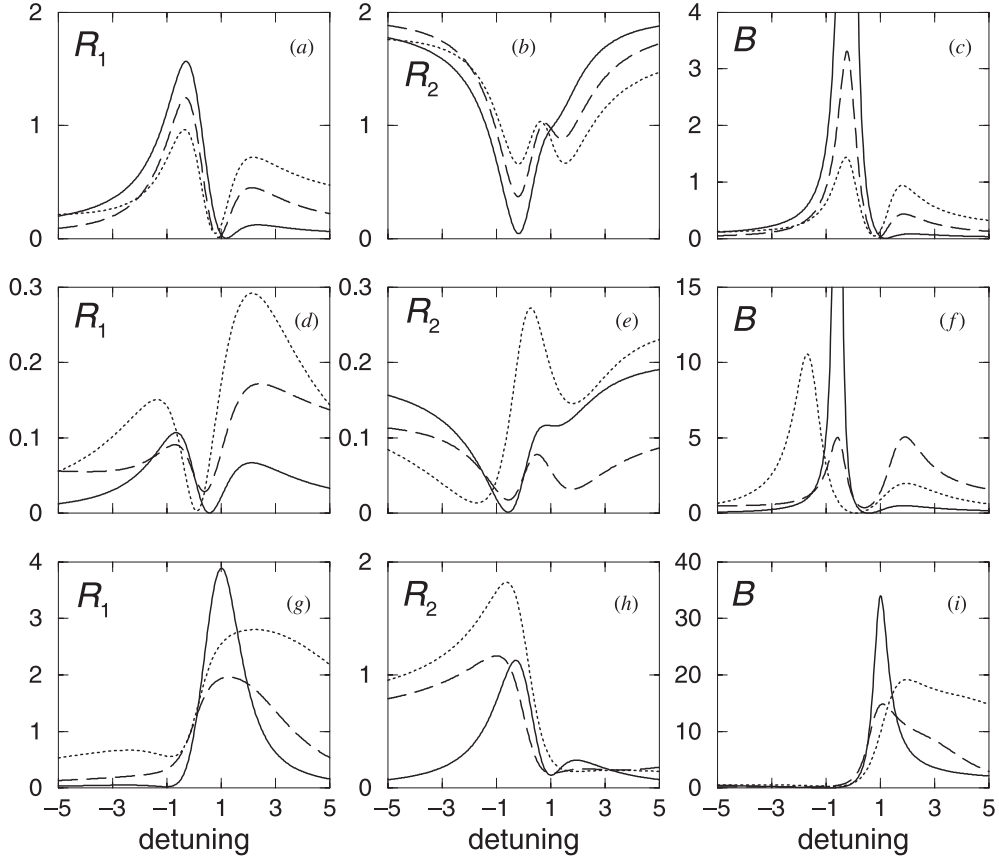 2 2 4
R1 (a) (b) B (c)
3
R2
1 1 2
1
0 0 0
0.3 0.3 15
R1 (d) R2 (e) B (f)
0.2 0.2 10
0.1 0.1 5
0 0 0
4 2 40
R1 (g) R2 (h) B (i)
3 30
2 1 20
1 10
0 0 0
−5 −3 −1 1 3 5 −5 −3 −1 1 3 5 −5 −3 −1 1 3 5
detuning detuning detuning